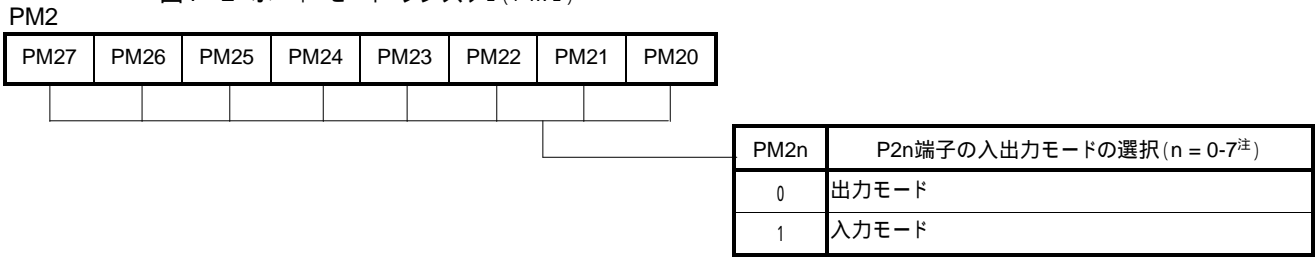 PM2
PM27 PM26 PM25 PM24 PM23 PM22 PM21 PM20
PM2n P2n端子の入出力モードの選択(n = 0-7注)
0 出力モード
1 入力モード